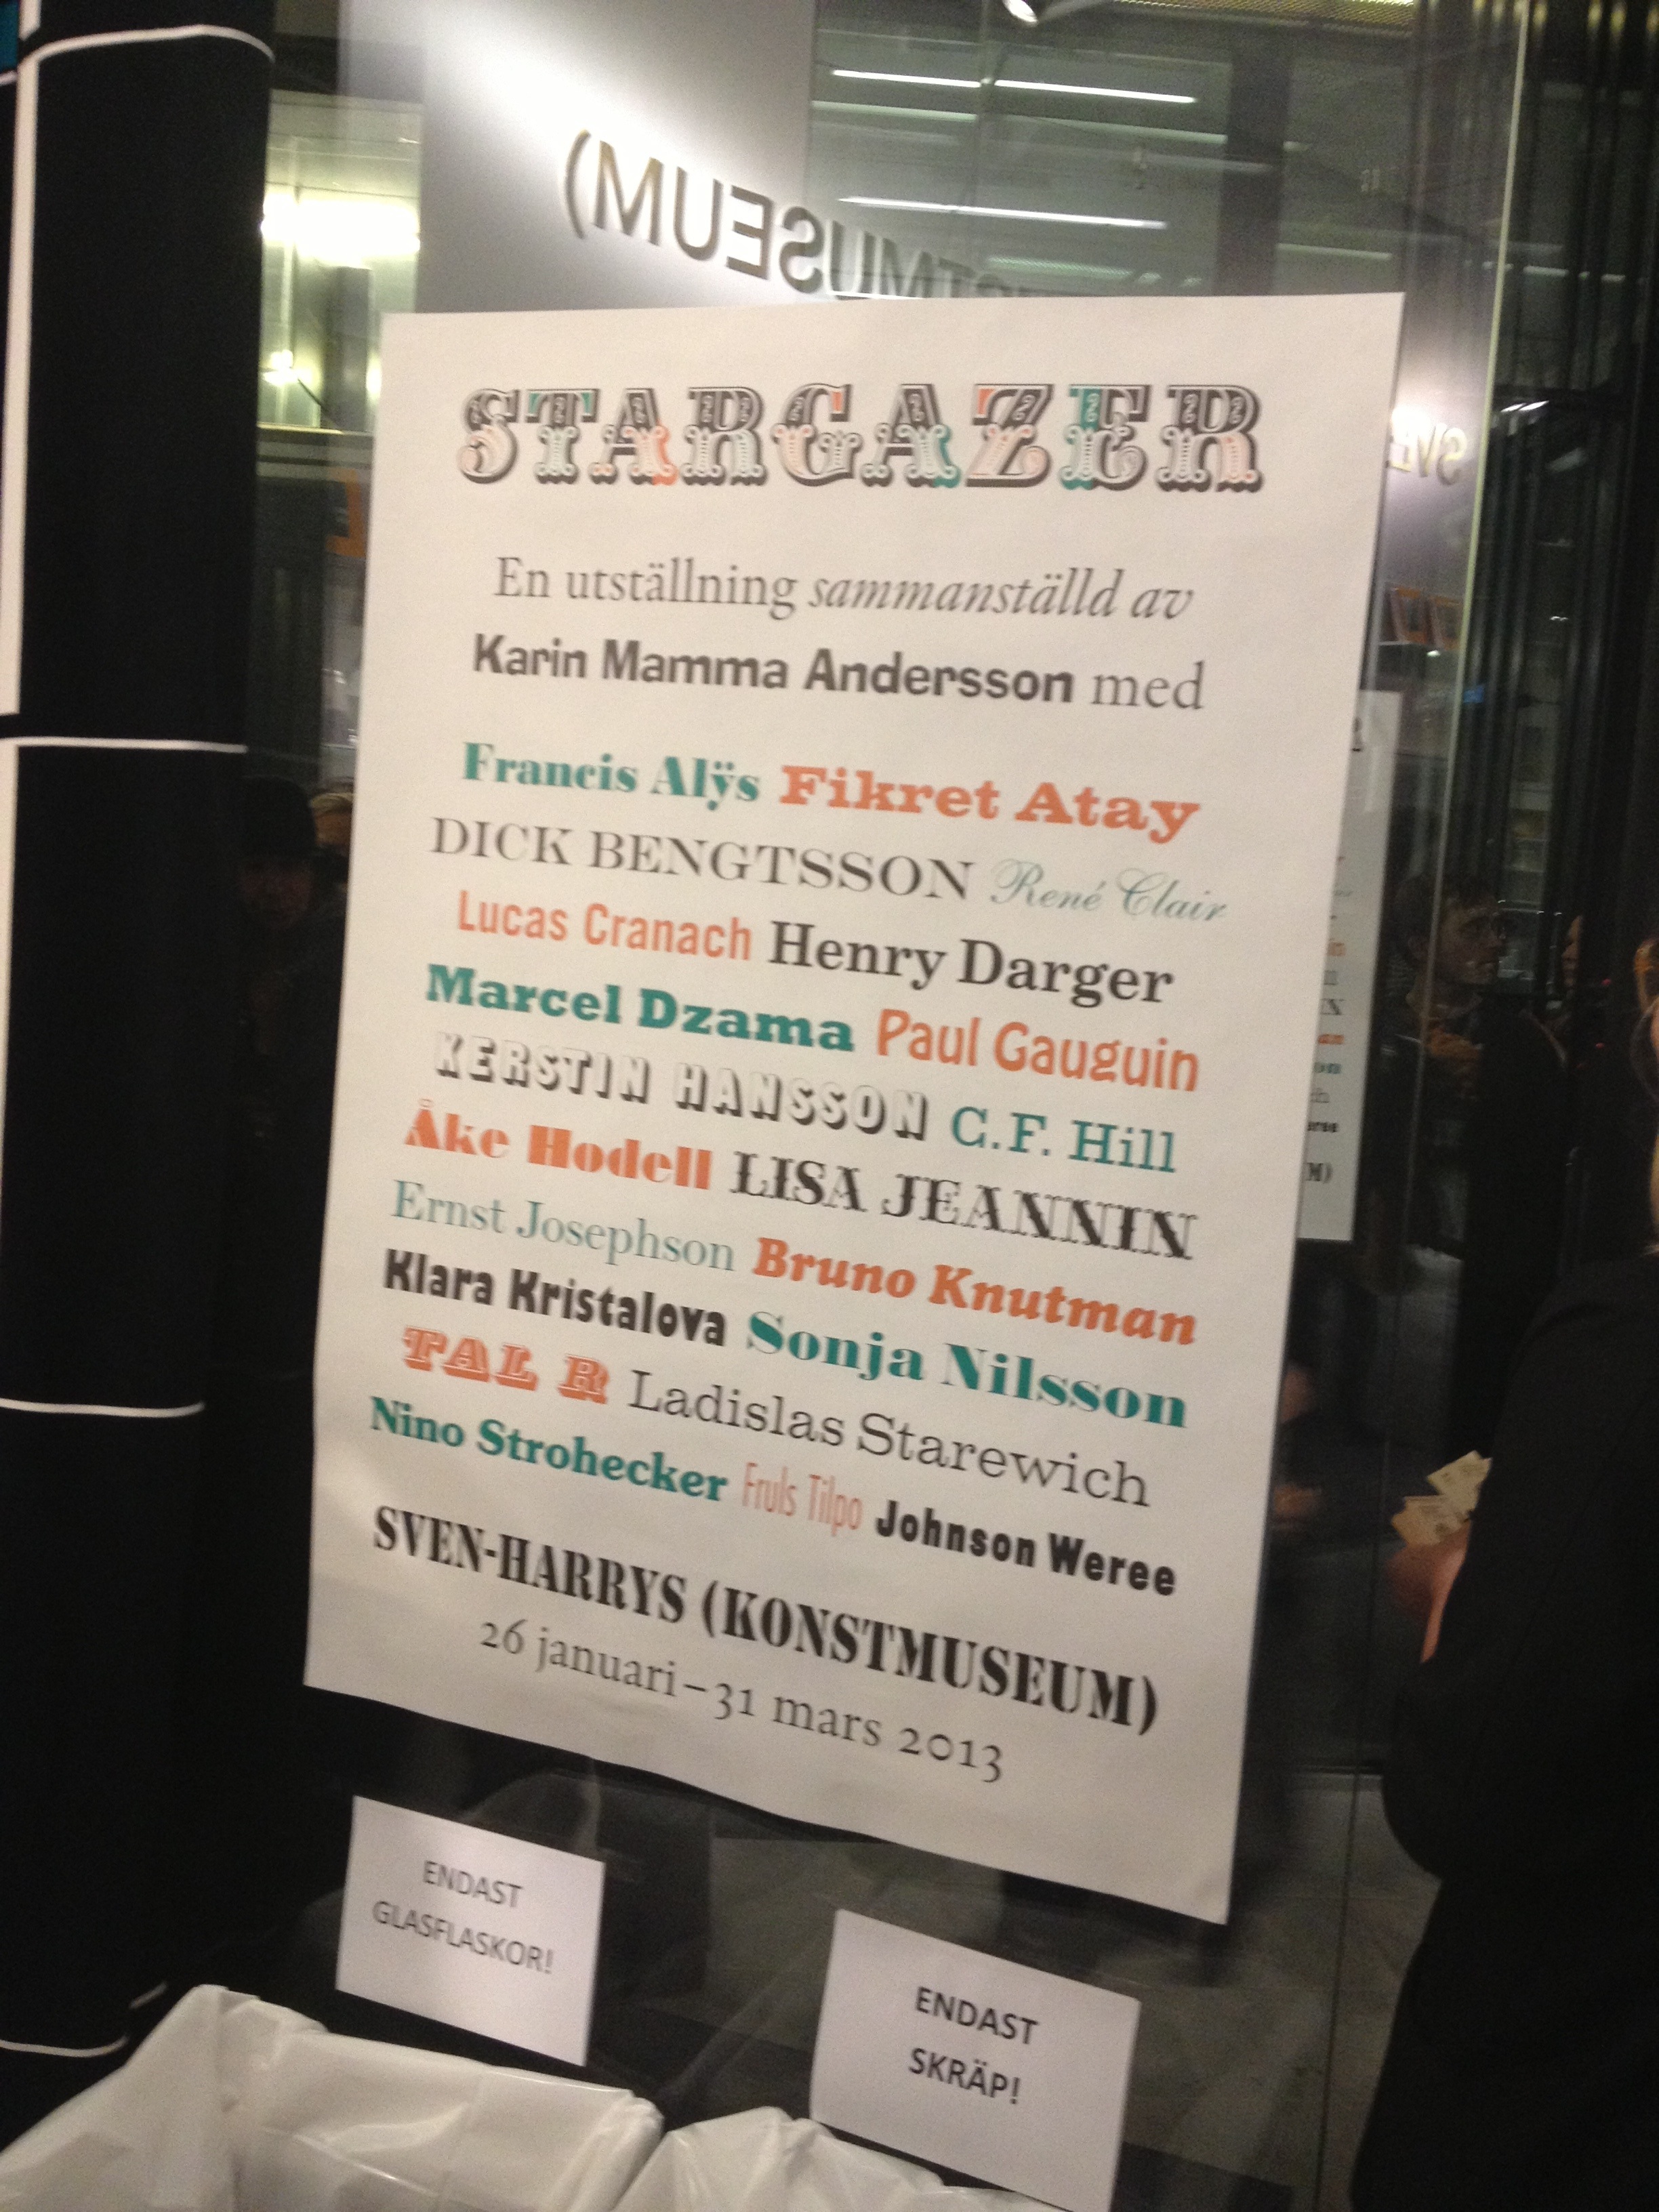 KONSTMUSEUM)
STARGAZER
En utställning sammanställd av
Karin Mamma Andersson med
Francis Alÿs Fikret Atay
DICK BENGTSSON René Clair
Lucas Cranach Henry Darger
Marcel Dzama Paul Gauguin
KERSTIN HANSSON C.F. Hill
Åke Hodell LISA JEANNIN
Ernst Josephson Bruno Knutman
Klara Kristalova Sonja Nilsson
TAL R Ladislas Starewich
Nino Strohecker Fruls Tilpo Johnson Weree
SVEN-HARRYS (KONSTMUSEUM)
26 januari–31 mars 2013
ENDAST
GLASFLASKOR!
ENDAST
SKRÄP!